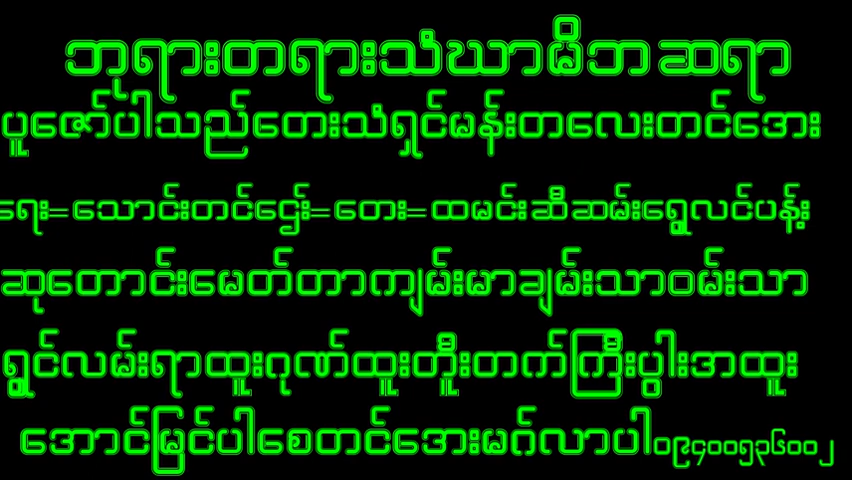 ဘုရားတရားသံဃာမိဘဆရာ
ပူဇော်ပါသည်တေးသံရှင်မန်းတလေးတင်အေး
ရေး=သောင်းတင်ဌေး=တေး=ထမင်းဆီဆမ်းရွှေလင်ပန့်း
ဆုတောင်းမေတ်တာကျမ်းမာချမ်းသာဝမ်းသာ
ရွှင်လမ်းရာထူးဂုဏ်ထူးတိူးတက်ကြီးပွါးအထူး
အောင်မြင်ပါစေတင်အေးမဂ်လာပါ၀၉၄၀၀၅၃၆၀၀၂